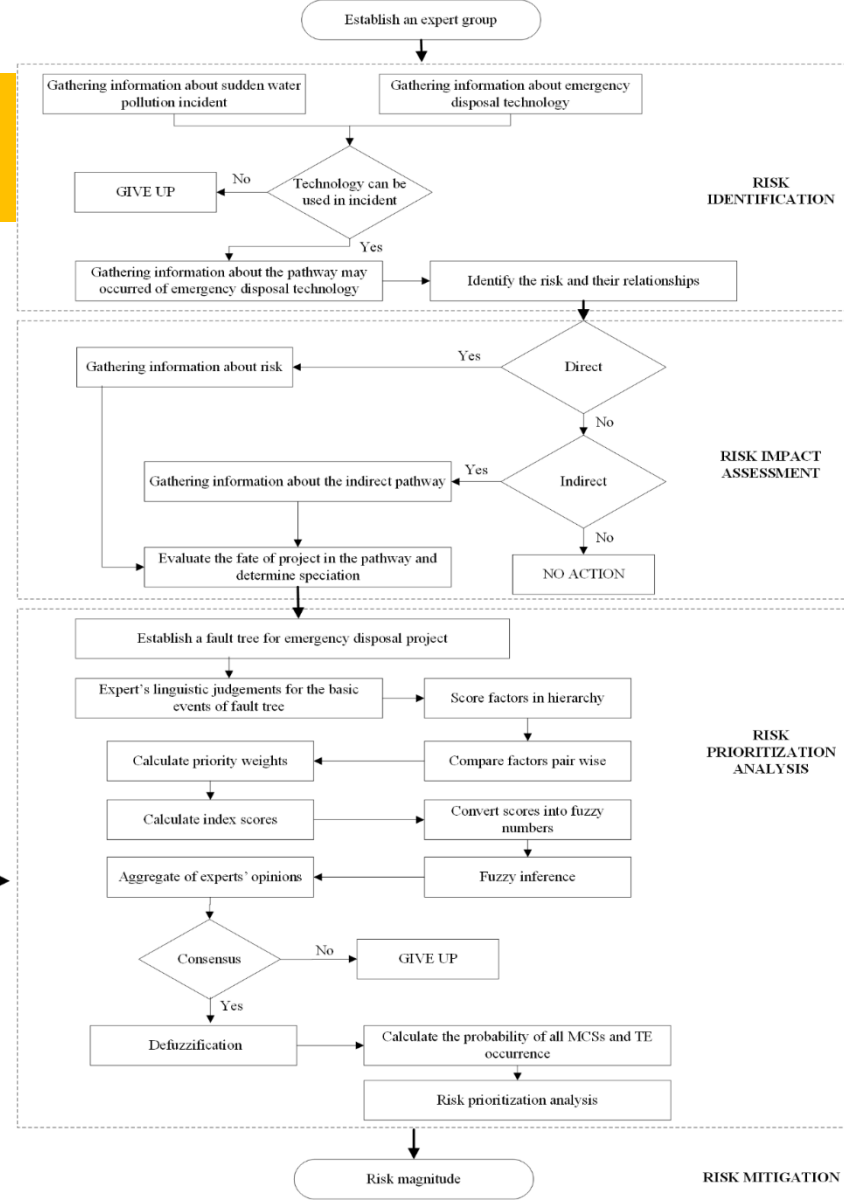 Establish an expert group
Gathering information about sudden water
pollution incident
Gathering information about emergency
disposal technology
Technology can be
used in incident
No
GIVE UP
RISK
IDENTIFICATION
Yes
Gathering information about the pathway may
occurred of emergency disposal technology
Identify the risk and their relationships
Direct
Yes
Gathering information about risk
No
RISK IMPACT
ASSESSMENT
Indirect
Yes
Gathering information about the indirect pathway
No
NO ACTION
Evaluate the fate of project in the pathway and
determine speciation
Establish a fault tree for emergency disposal project
Expert's linguistic judgements for the basic
events of fault tree
Score factors in hierarchy
RISK
PRIORITIZATION
ANALYSIS
Calculate priority weights
Compare factors pair wise
Calculate index scores
Convert scores into fuzzy
numbers
Aggregate of experts' opinions
Fuzzy inference
Consensus
No
GIVE UP
Yes
Defuzzification
Calculate the probability of all MCSs and TE
occurrence
Risk prioritization analysis
Risk magnitude
RISK MITIGATION